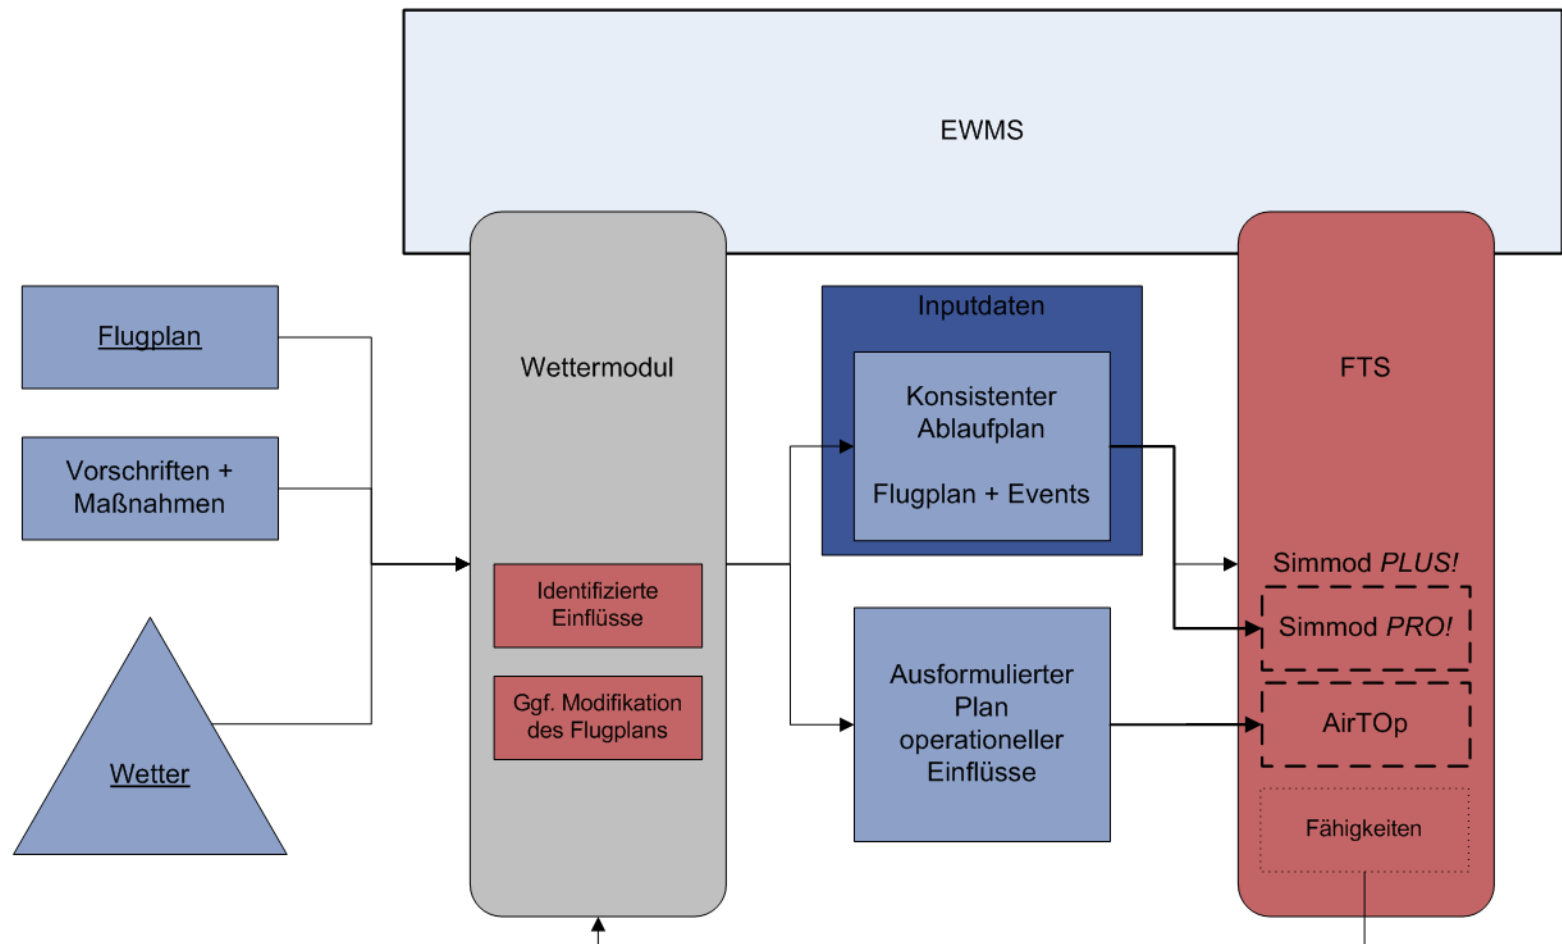 EWMS
Flugplan
Vorschriften +
Maßnahmen
Wetter
Wettermodul
Identifizierte
Einflüsse
Ggf. Modifikation
des Flugplans
Inputdaten
Konsistenter
Ablaufplan
Flugplan + Events
Ausformulierter
Plan
operationeller
Einflüsse
FTS
Simmod PLUS!
Simmod PRO!
AirTOp
Fähigkeiten